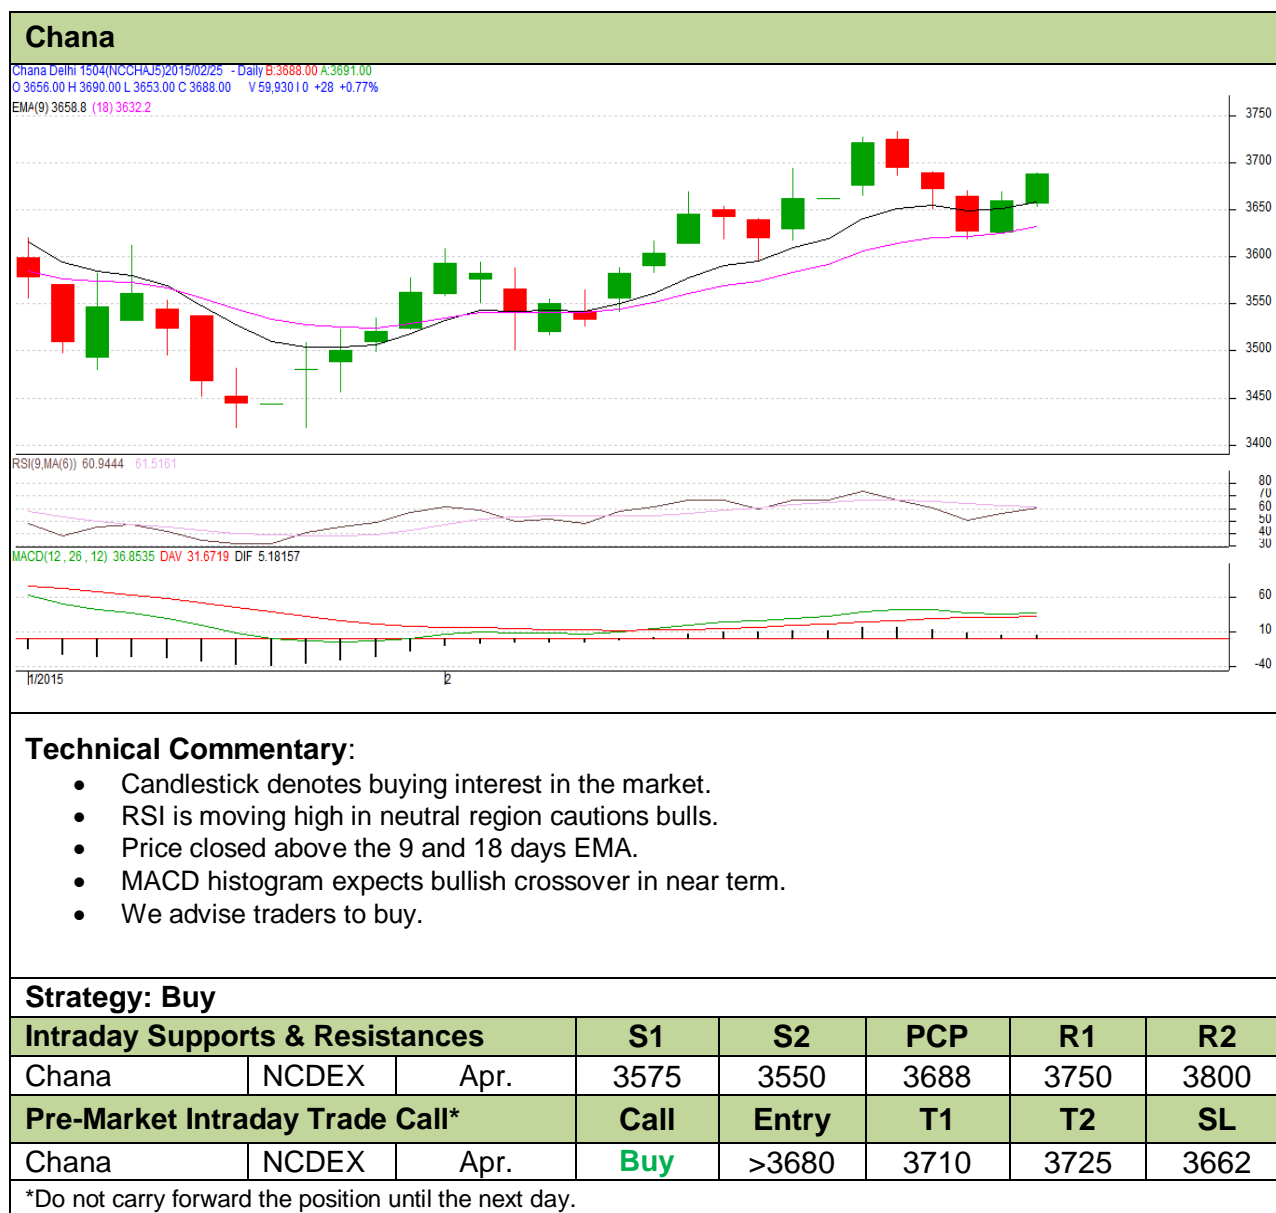 Chana
Chana Delhi 1504(NCCHAJ5)2015/02/25 - Daily B:3688.00 A:3691.00
O 3656.00 H 3690.00 L 3653.00 C 3688.00 V 59,930 I 0 +28 +0.77%
EMA(9) 3658.8 (18) 3632.2
3750
3700
3650
3600
3550
3500
3450
3400
RSI(9,MA(6)) 60.9444 61.5161
80
70
60
50
40
30
MACD(12 , 26 , 12) 36.8535 DAV 31.6719 DIF 5.18157
60
10
-40
1/2015 2
Technical Commentary:
• Candlestick denotes buying interest in the market.
• RSI is moving high in neutral region cautions bulls.
• Price closed above the 9 and 18 days EMA.
• MACD histogram expects bullish crossover in near term.
• We advise traders to buy.
Strategy: Buy
Intraday Supports & Resistances S1 S2 PCP R1 R2
Chana NCDEX Apr. 3575 3550 3688 3750 3800
Pre-Market Intraday Trade Call* Call Entry T1 T2 SL
Chana NCDEX Apr. Buy >3680 3710 3725 3662
*Do not carry forward the position until the next day.